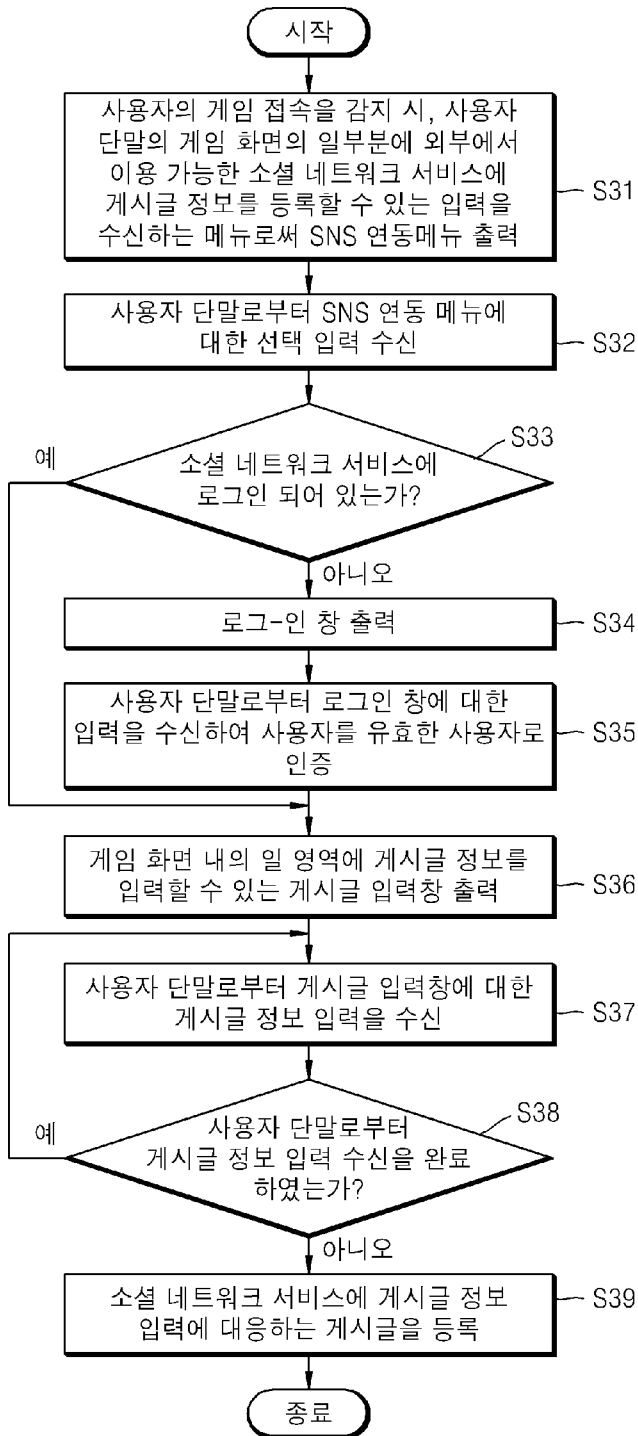 시작
사용자의 게임 접속을 감지 시, 사용자
단말의 게임 화면의 일부분에 외부에서
이용 가능한 소셜 네트워크 서비스에
게시글 정보를 등록할 수 있는 입력을
수신하는 메뉴로써 SNS 연동메뉴 출력
S31
사용자 단말로부터 SNS 연동 메뉴에
대한 선택 입력 수신
S32
S33
예
소셜 네트워크 서비스에
로그인 되어 있는가?
아니오
로그-인 창 출력
S34
사용자 단말로부터 로그인 창에 대한
입력을 수신하여 사용자를 유효한 사용자로
인증
S35
게임 화면 내의 일 영역에 게시글 정보를
입력할 수 있는 게시글 입력창 출력
S36
사용자 단말로부터 게시글 입력창에 대한
게시글 정보 입력을 수신
S37
S38
예
사용자 단말로부터
게시글 정보 입력 수신을 완료
하였는가?
아니오
소셜 네트워크 서비스에 게시글 정보
입력에 대응하는 게시글을 등록
S39
종료